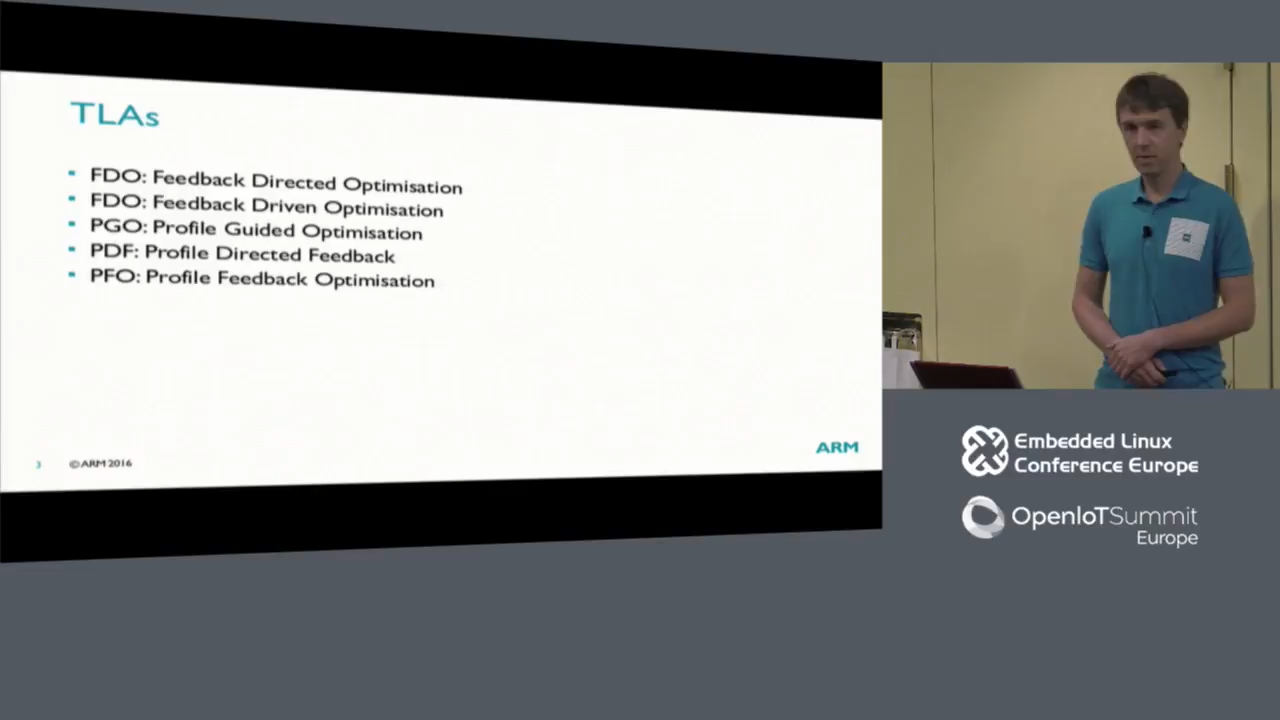 TLAs
FDO: Feedback Directed Optimisation
FDO: Feedback Driven Optimisation
PGO: Profile Guided Optimisation
PDF: Profile Directed Feedback
PFO: Profile Feedback Optimisation
3
© ARM 2016
ARM
Embedded Linux
Conference Europe
OpenIoTSummit
Europe